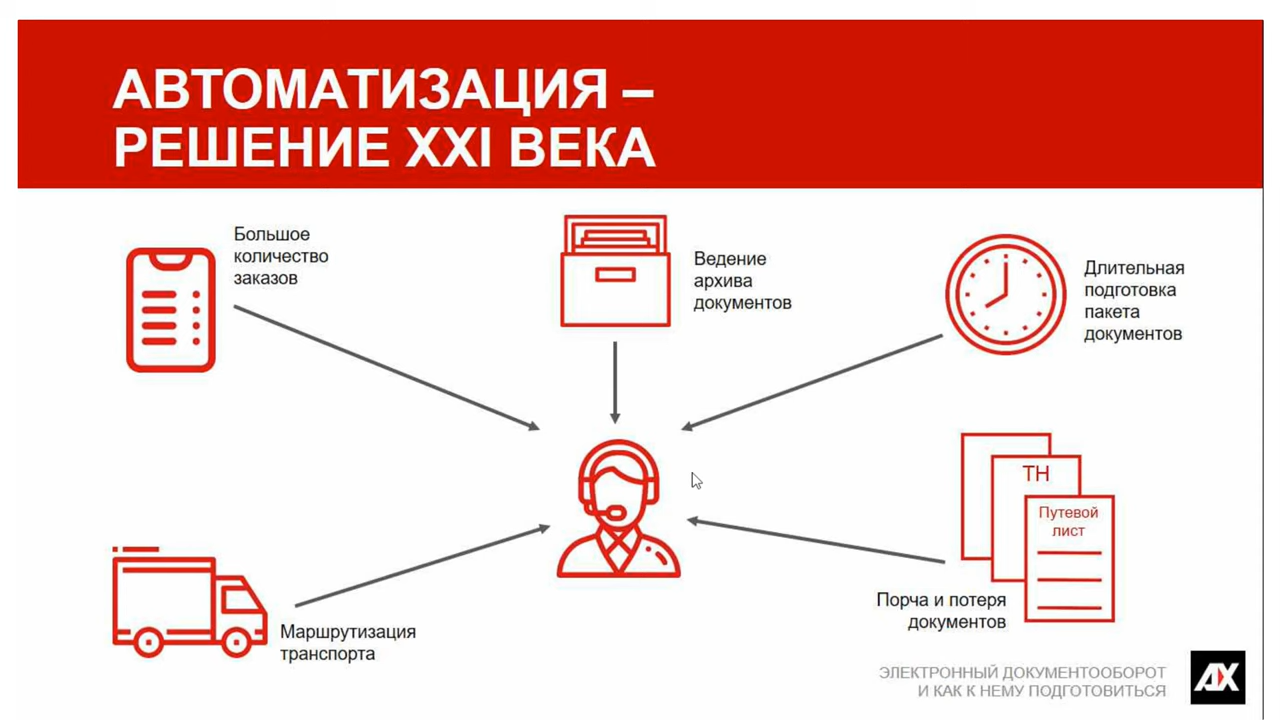 АВТОМАТИЗАЦИЯ –
РЕШЕНИЕ XXI ВЕКА
Большое
количество
заказов
Ведение
архива
документов
Длительная
подготовка
пакета
документов
ТН
Путевой
лист
Маршрутизация
транспорта
Порча и потеря
документов
ЭЛЕКТРОННЫЙ ДОКУМЕНТООБОРОТ
И КАК К НЕМУ ПОДГОТОВИТЬСЯ
AX